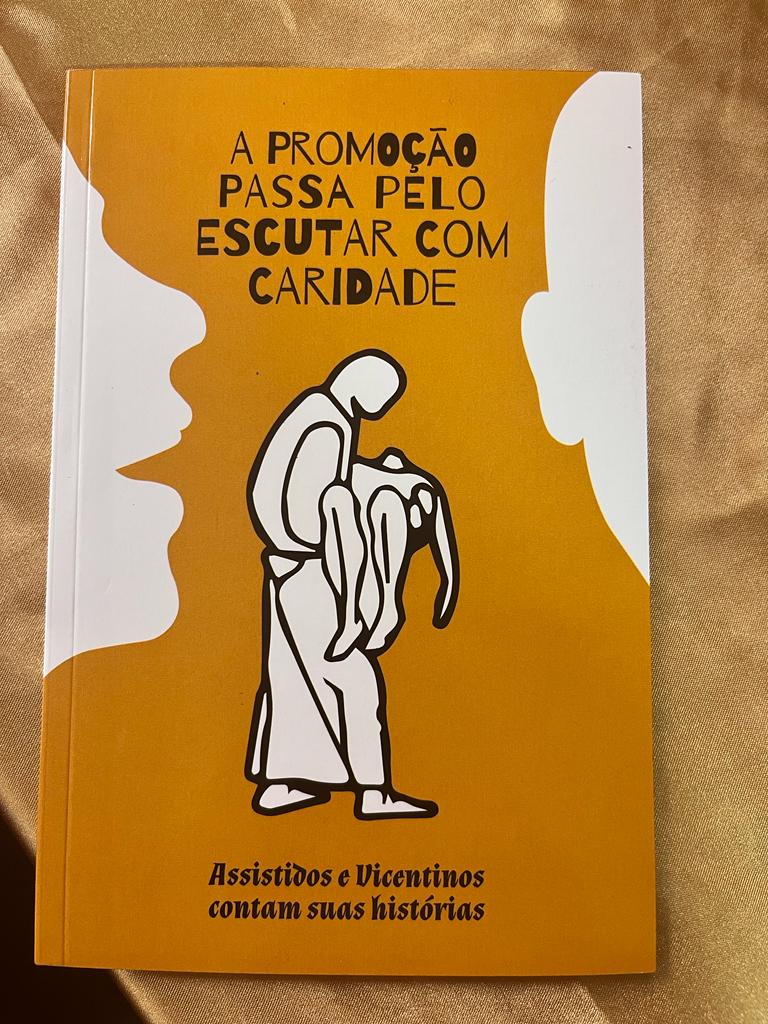 A PROMOÇÃO
PASSA PELO
ESCUTAR COM
CARIDADE
Assistidos e Vicentinos
contam suas histórias